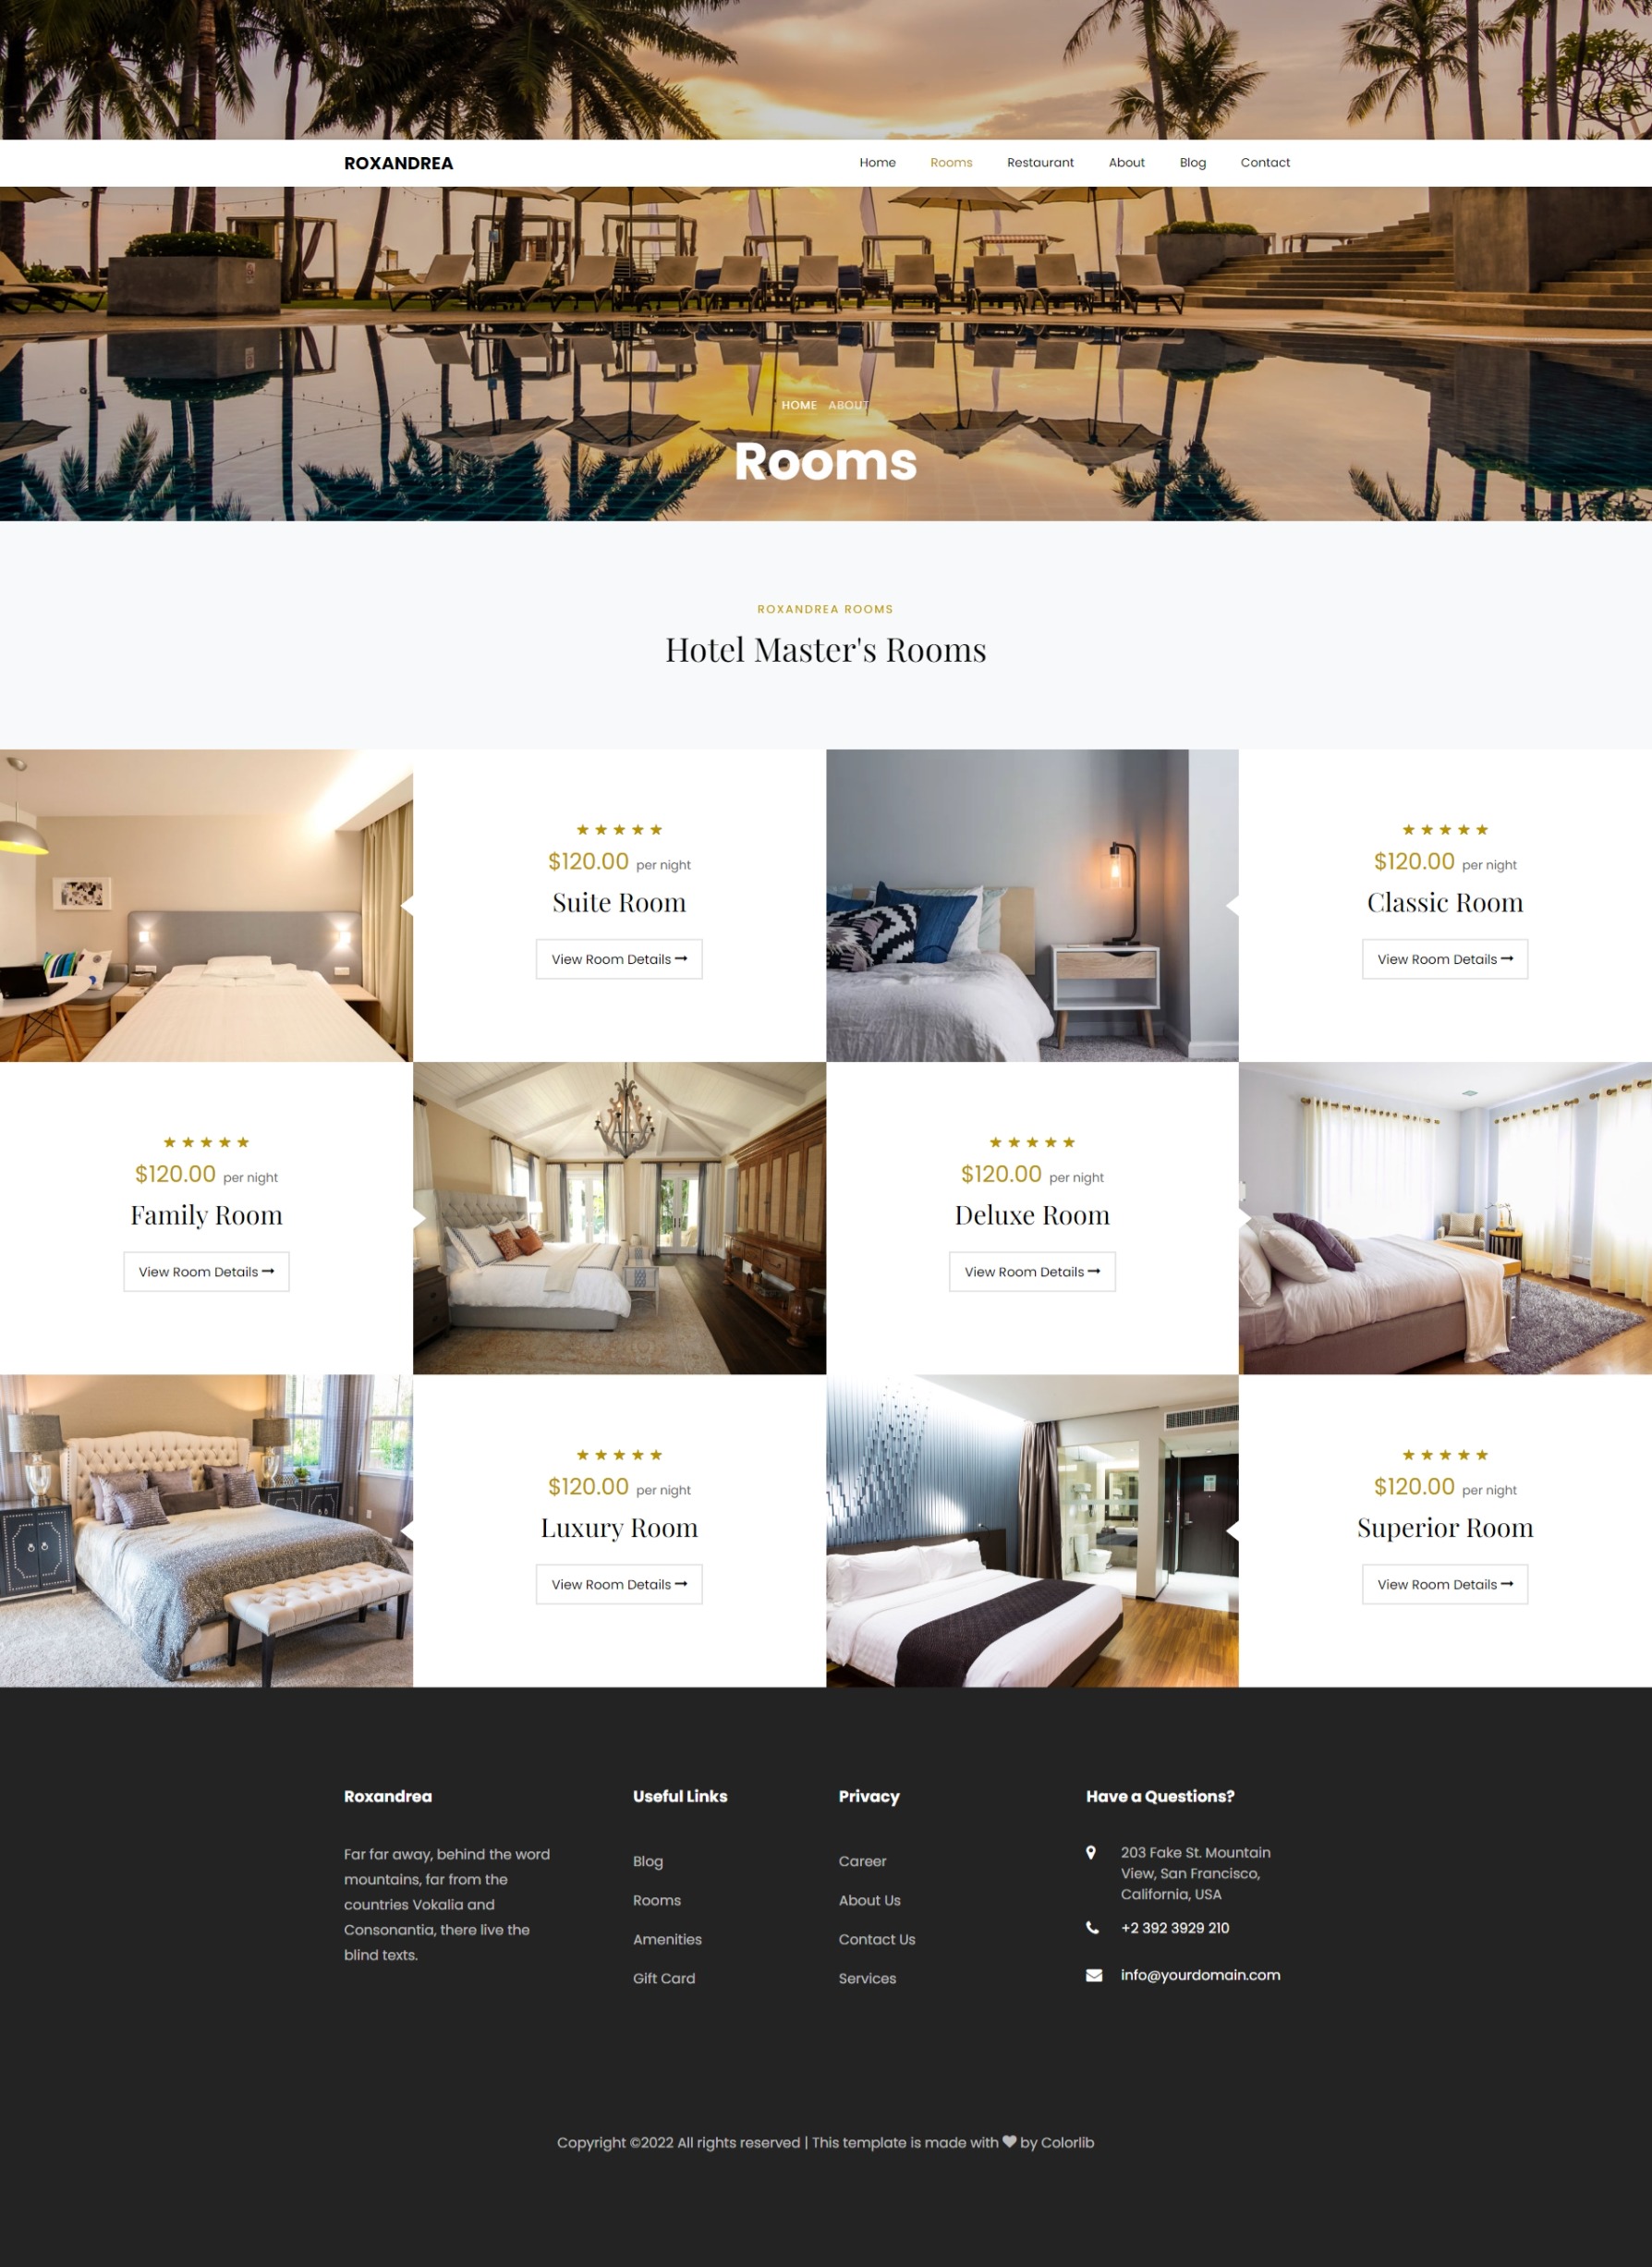 ROXANDREA
Home Rooms Restaurant About Blog Contact
HOME ABOUT
Rooms
ROXANDREA ROOMS
Hotel Master's Rooms
$120.00 per night
Suite Room
View Room Details
$120.00 per night
Classic Room
View Room Details
$120.00 per night
Family Room
View Room Details
$120.00 per night
Deluxe Room
View Room Details
$120.00 per night
Luxury Room
View Room Details
$120.00 per night
Superior Room
View Room Details
Roxandrea
Far far away, behind the word
mountains, far from the
countries Vokalia and
Consonantia, there live the
blind texts.
Useful Links
Blog
Rooms
Amenities
Gift Card
Privacy
Career
About Us
Contact Us
Services
Have a Questions?
203 Fake St. Mountain
View, San Francisco,
California, USA
+2 392 3929 210
info@yourdomain.com
Copyright ©2022 All rights reserved | This template is made with ♥ by Colorlib